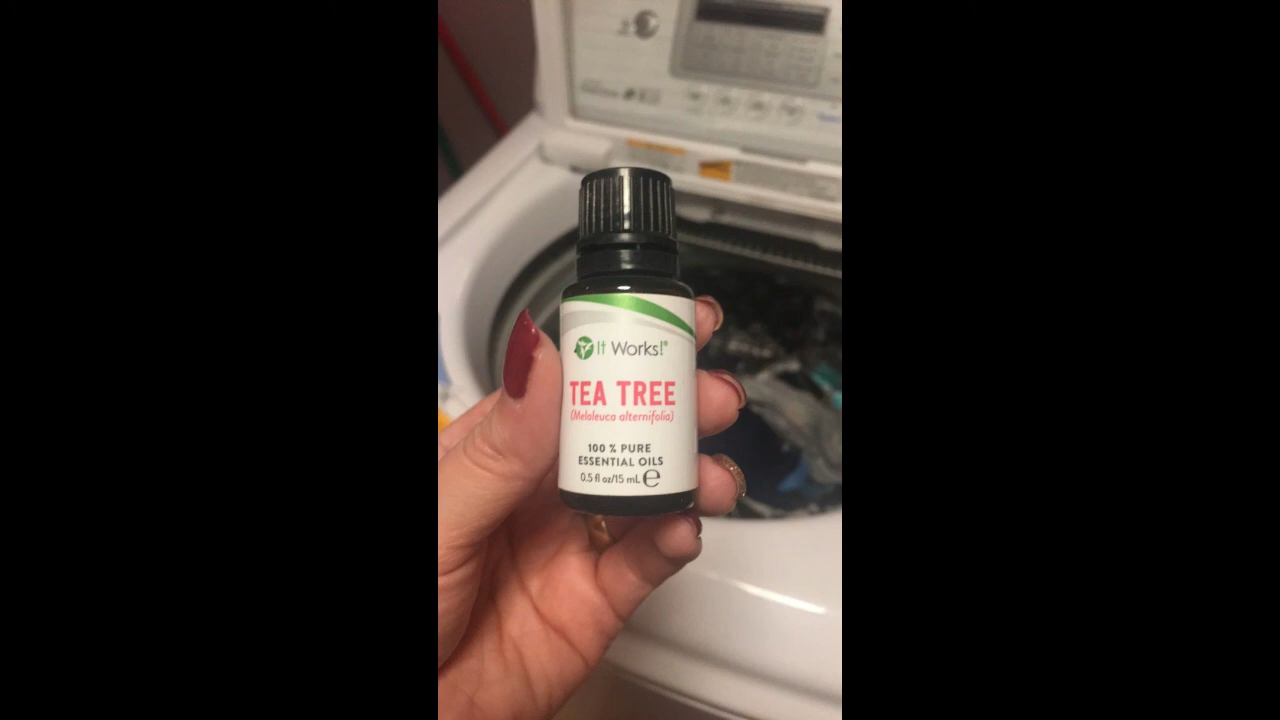 It Works!®
TEA TREE
(Melaleuca alternifolia)
100 % PURE
ESSENTIAL OILS
0.5 fl oz/15 mL ℮